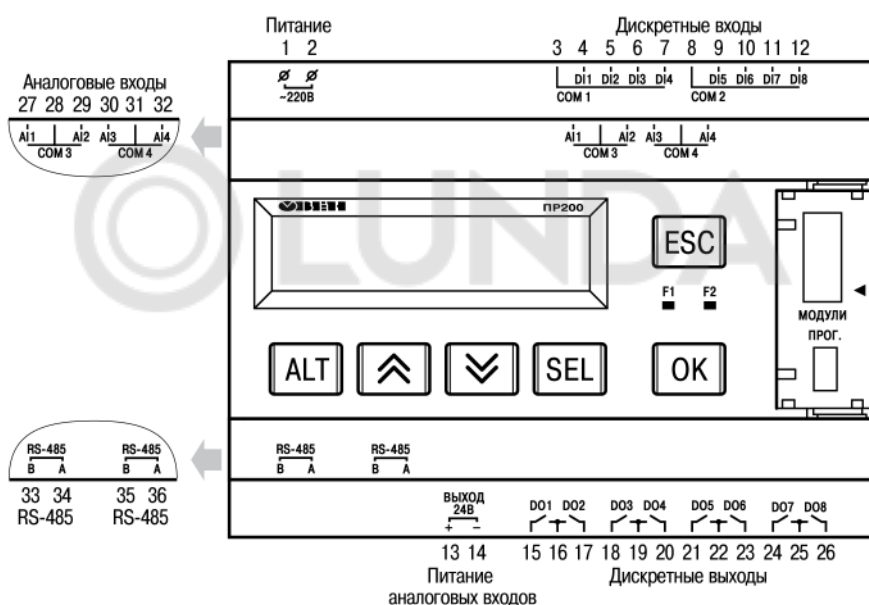 Питание
Дискретные входы
1 2
3 4 5 6 7 8 9 10 11 12
~220В
DI1 DI2 DI3 DI4 DI5 DI6 DI7 DI8
COM 1 COM 2
Аналоговые входы
27 28 29 30 31 32
AI1 AI2 AI3 AI4
COM 3 COM 4
AI1 AI2 AI3 AI4
COM 3 COM 4
LUNDA
ОВЕН ПР200
ESC
F1 F2
МОДУЛИ
ПРОГ.
ALT SEL OK
RS-485 RS-485
B A B A
33 34 35 36
RS-485 RS-485
RS-485 RS-485
B A B A
ВЫХОД
24В
+ −
DO1 DO2 DO3 DO4 DO5 DO6 DO7 DO8
13 14 15 16 17 18 19 20 21 22 23 24 25 26
Питание
аналоговых входов
Дискретные выходы